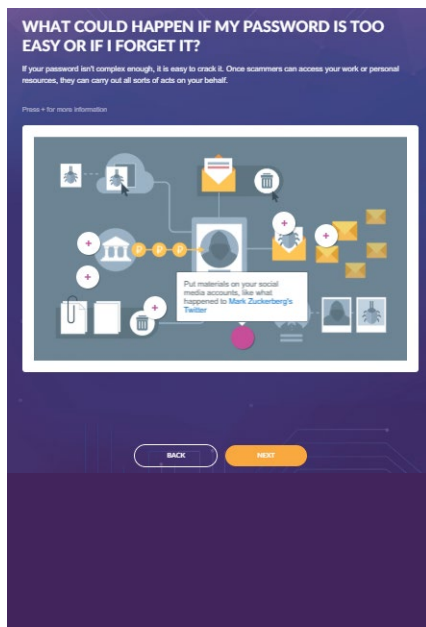 WHAT COULD HAPPEN IF MY PASSWORD IS TOO
EASY OR IF I FORGET IT?
If your password isn't complex enough, it is easy to crack it. Once scammers can access your work or personal
resources, they can carry out all sorts of acts on your behalf.
Press + for more information
Put materials on your social
media accounts, like what
happened to Mark Zuckerberg's
Twitter
BACK
NEXT